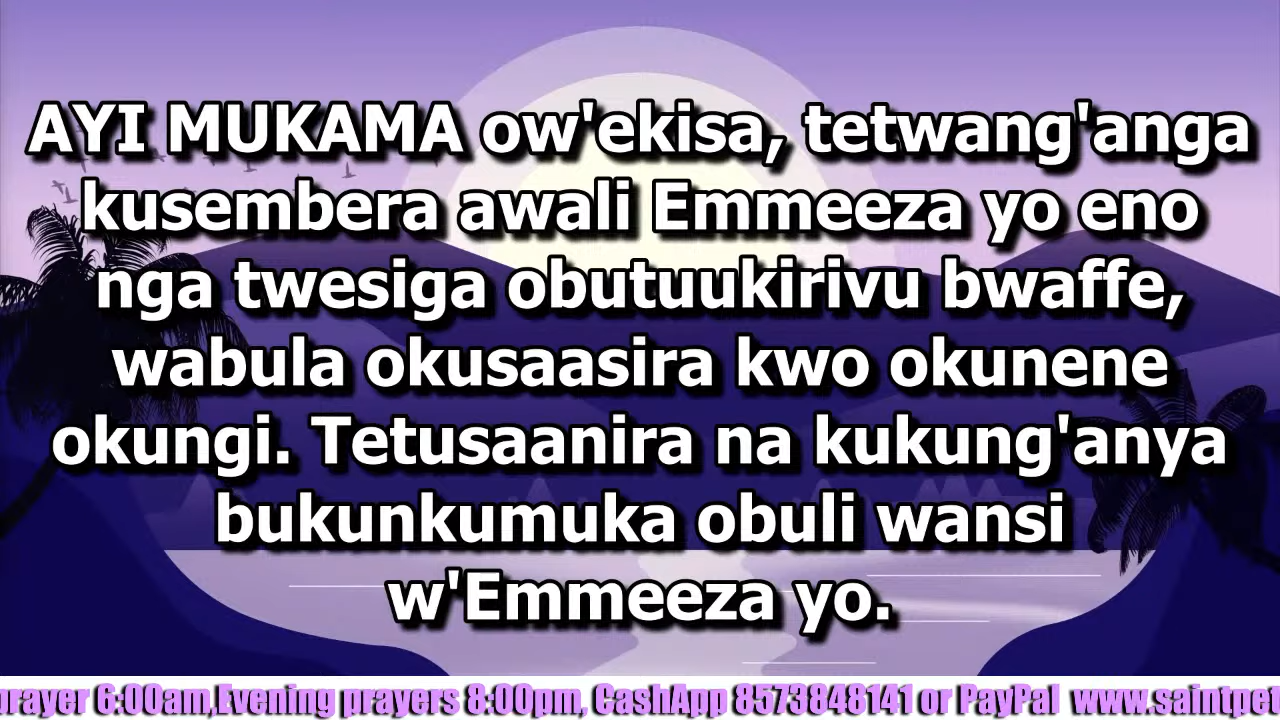 AYI MUKAMA ow'ekisa, tetwang'anga
kusembera awali Emmeeza yo eno
nga twesiga obutuukirivu bwaffe,
wabula okusaasira kwo okunene
okungi. Tetusaanira na kukung'anya
bukunkumuka obuli wansi
w'Emmeeza yo.
prayer 6:00am,Evening prayers 8:00pm, CashApp 8573848141 or PayPal www.saintpet